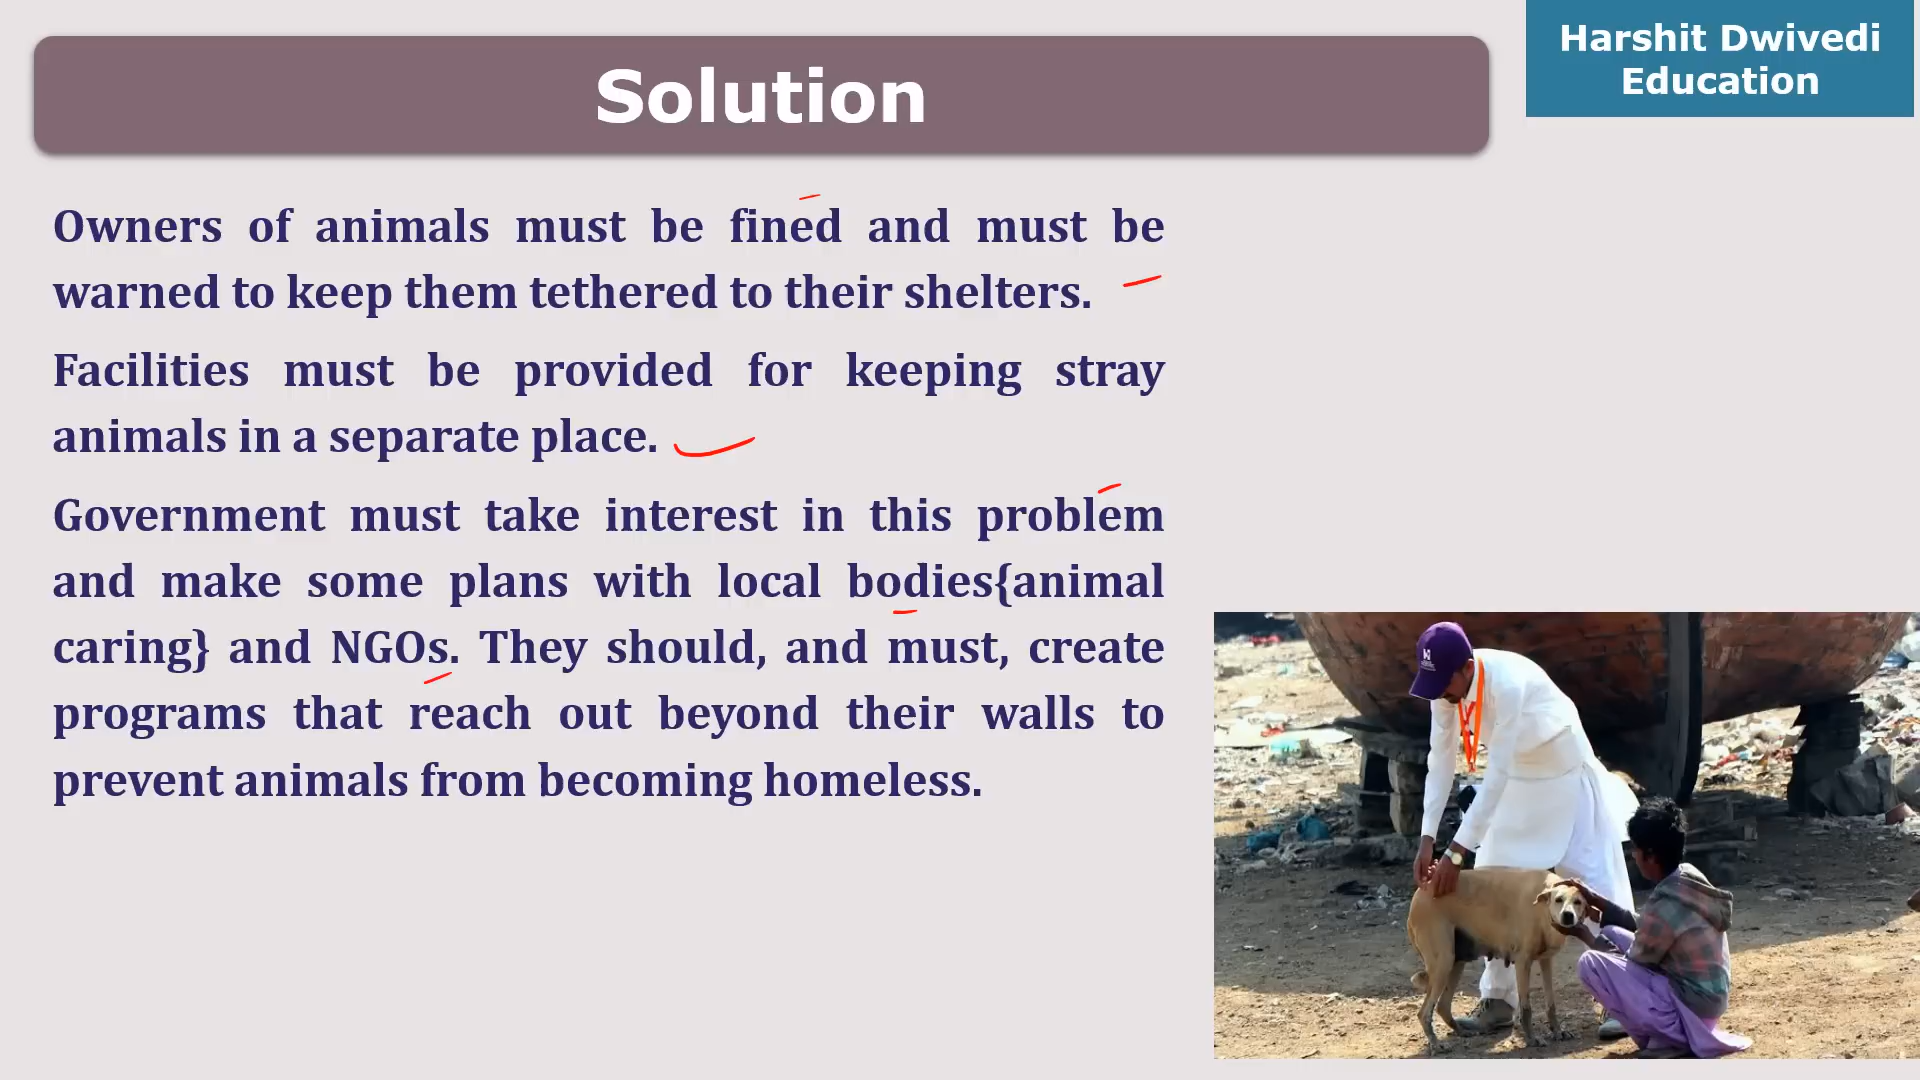 Solution
Harshit Dwivedi
Education
Owners of animals must be fined and must be
warned to keep them tethered to their shelters.
Facilities must be provided for keeping stray
animals in a separate place.
Government must take interest in this problem
and make some plans with local bodies{animal
caring} and NGOs. They should, and must, create
programs that reach out beyond their walls to
prevent animals from becoming homeless.